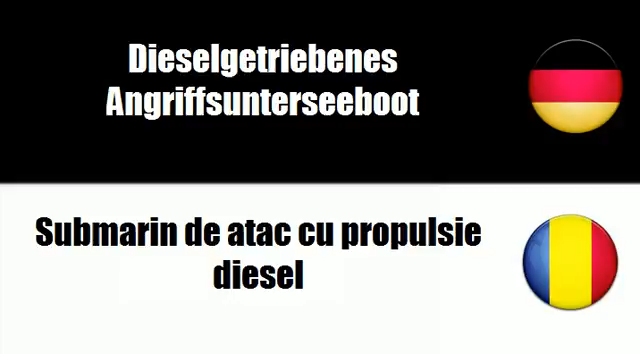 Dieselgetriebenes
Angriffsunterseeboot
Submarin de atac cu propulsie
diesel